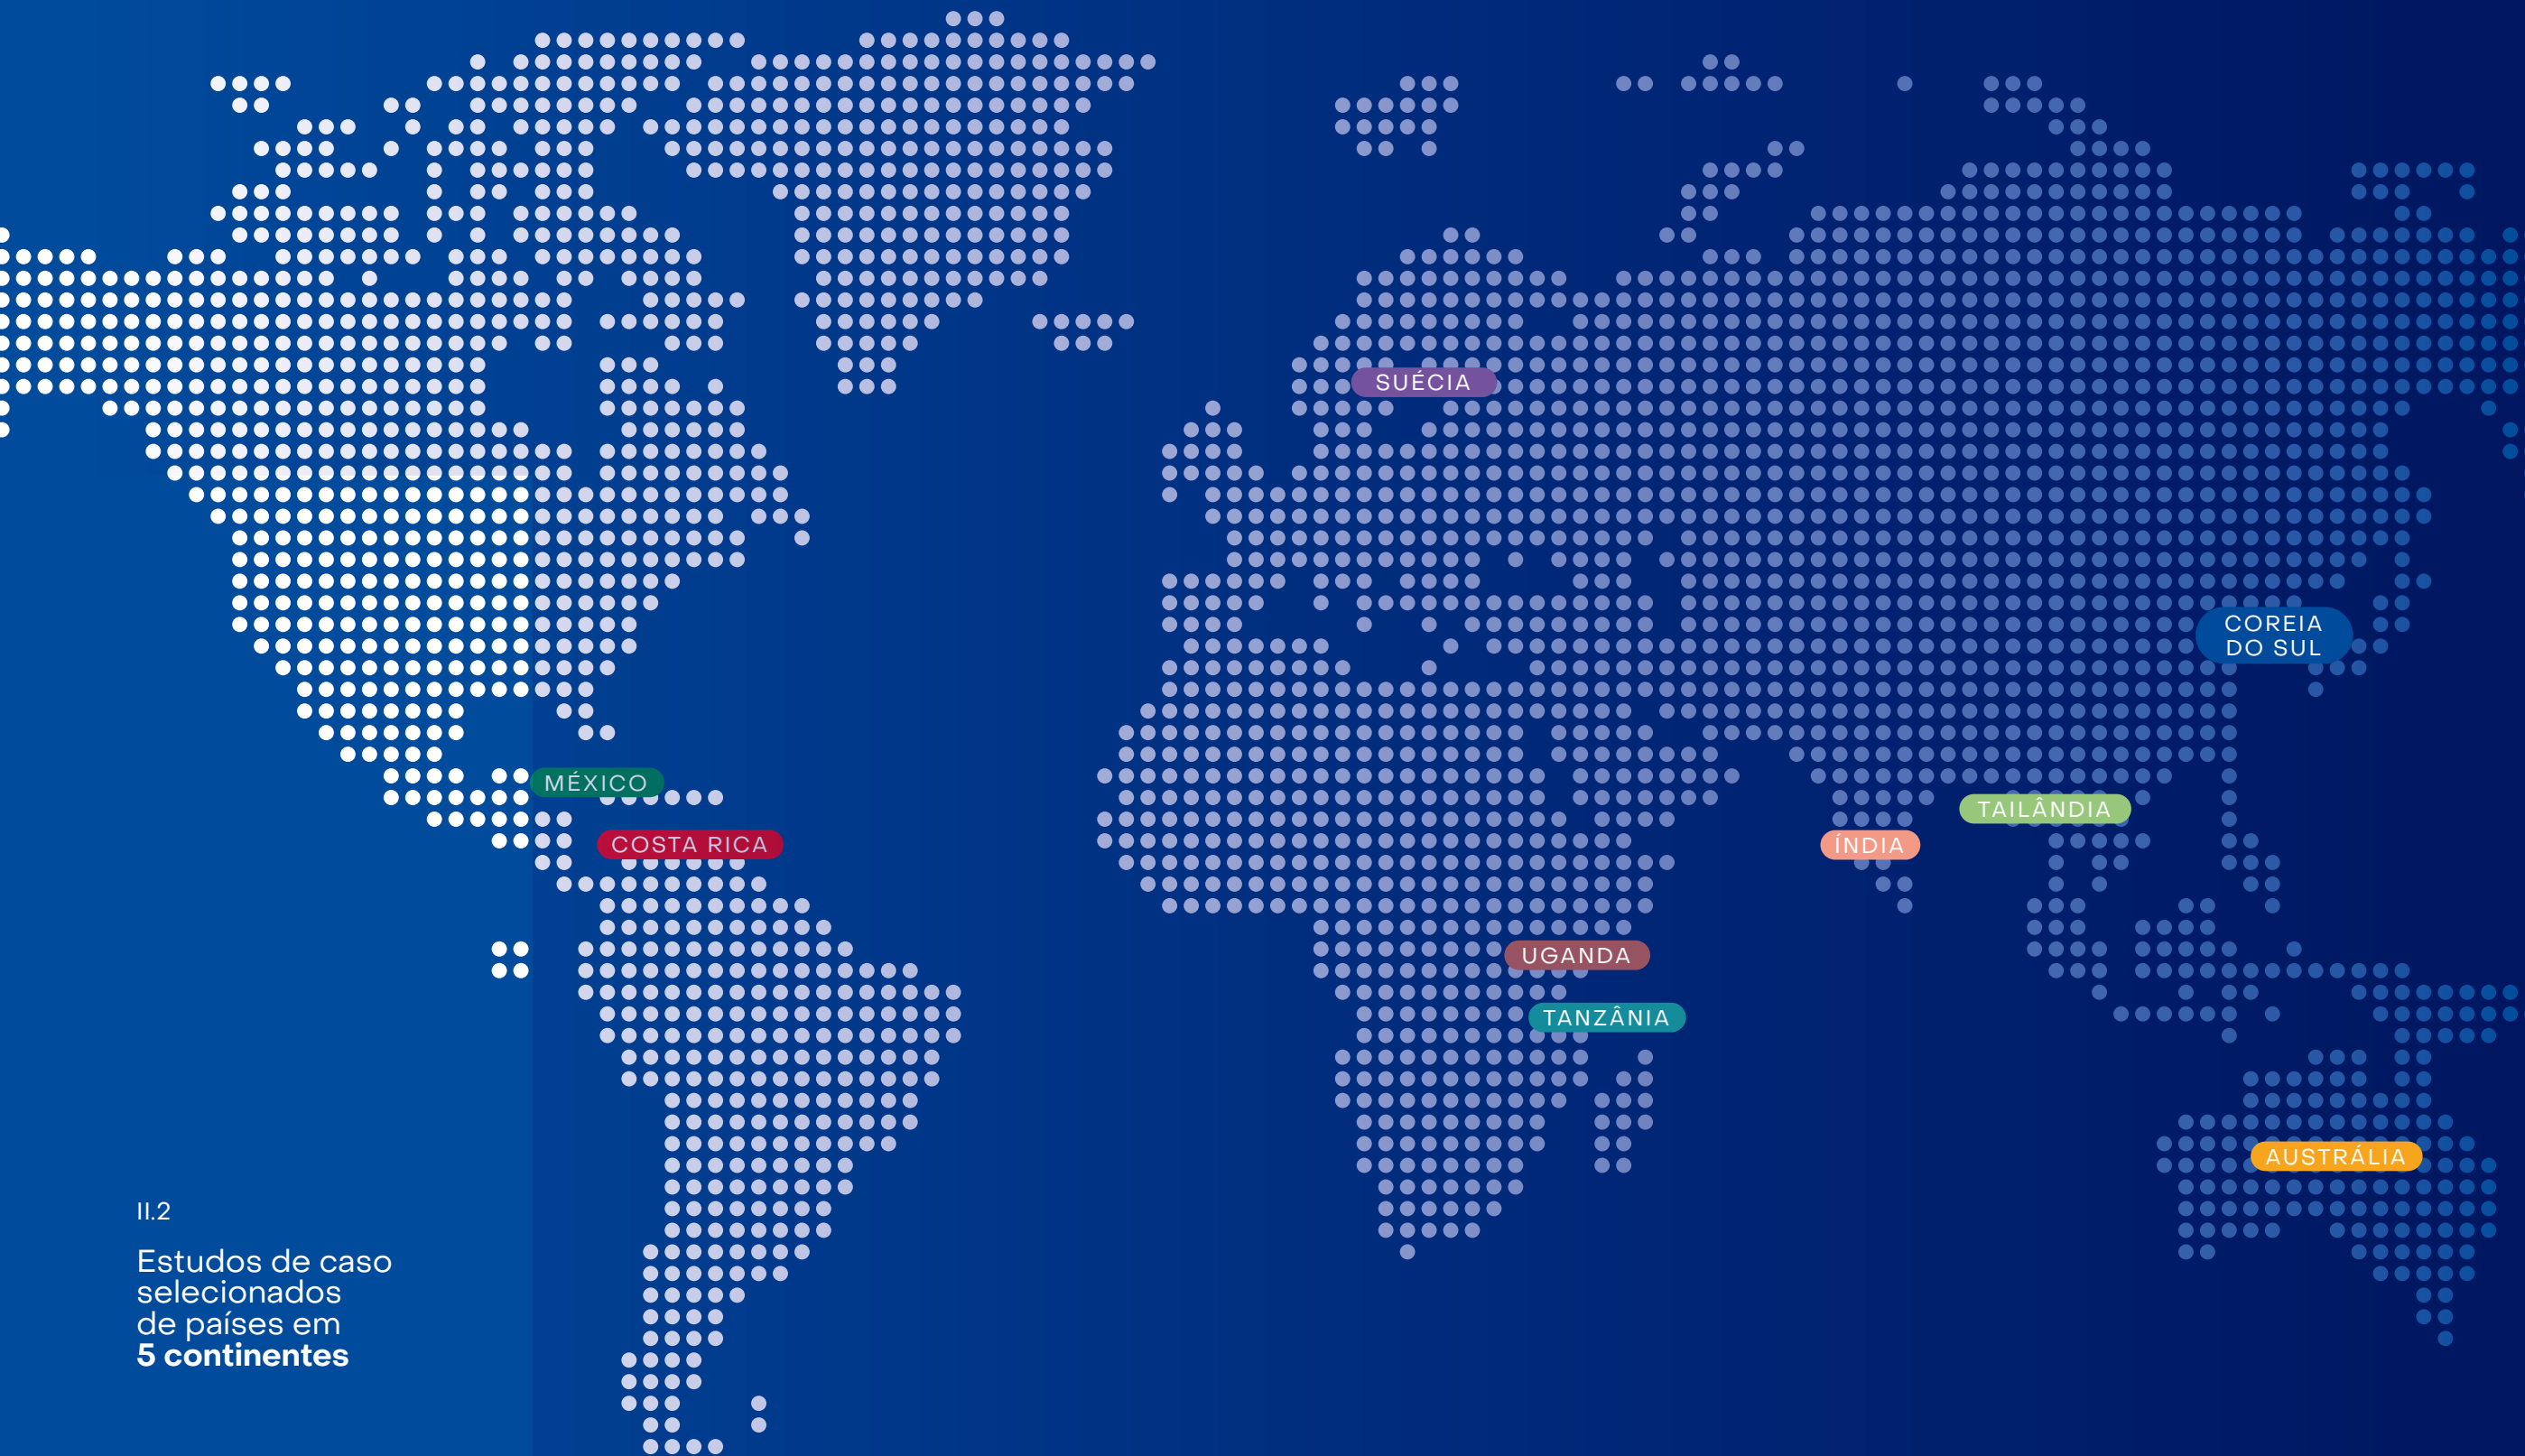 SUÉCIA
COREIA
DO SUL
MÉXICO
TAILÂNDIA
COSTA RICA
ÍNDIA
UGANDA
TANZÂNIA
AUSTRÁLIA
II.2
Estudos de caso
selecionados
de países em
5 continentes